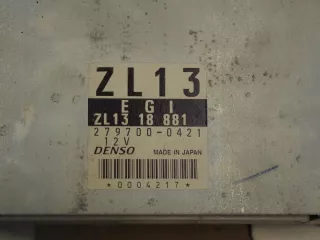 ZL13
EGI
ZL13 18 881
279700-0421
12V
DENSO MADE IN JAPAN
*0004217*